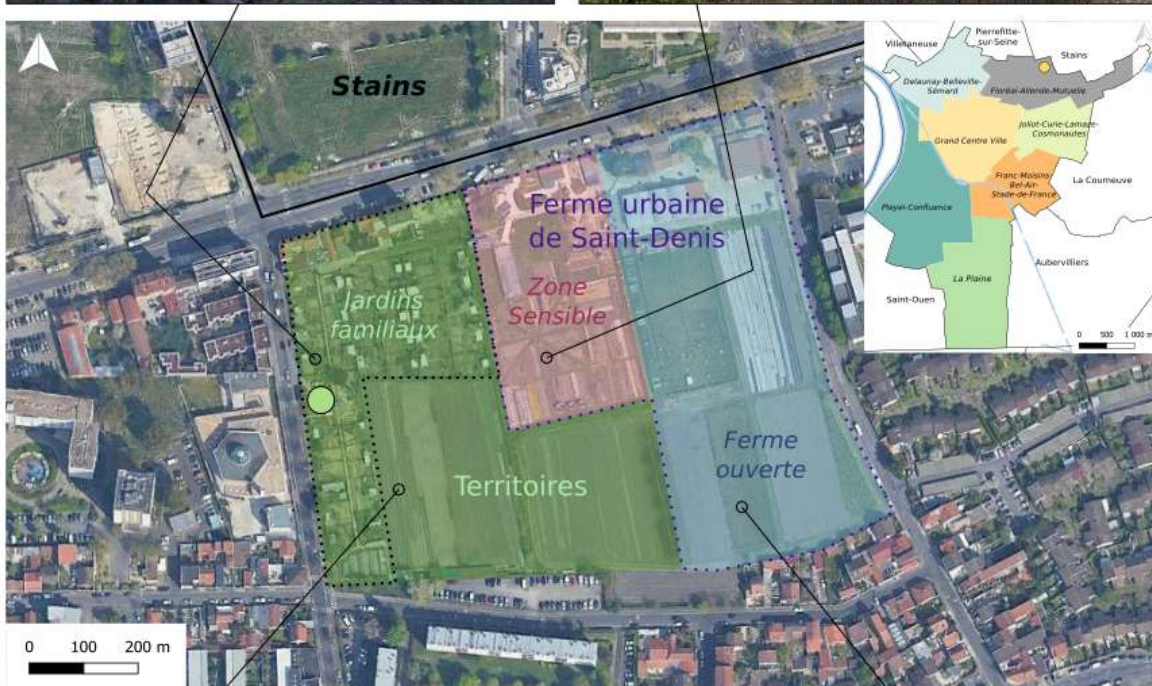 Stains
Ferme urbaine
de Saint-Denis
Zone
Sensible
Jardins
familiaux
Territoires
Ferme
ouverte
0 100 200 m
Villetaneuse
Pierrefitte-
sur-Seine
Stains
Delaunay-Belleville-
Sémard
Floréal-Allende-Mutuelle
Grand Centre Ville
Joliot-Curie-Lamaze-
Cosmonautes
Franc-Moisins-
Bel-Air-
Stade-de-France
La Courneuve
Pleyel-Confluence
Aubervilliers
La Plaine
Saint-Ouen
0 500 1 000 m